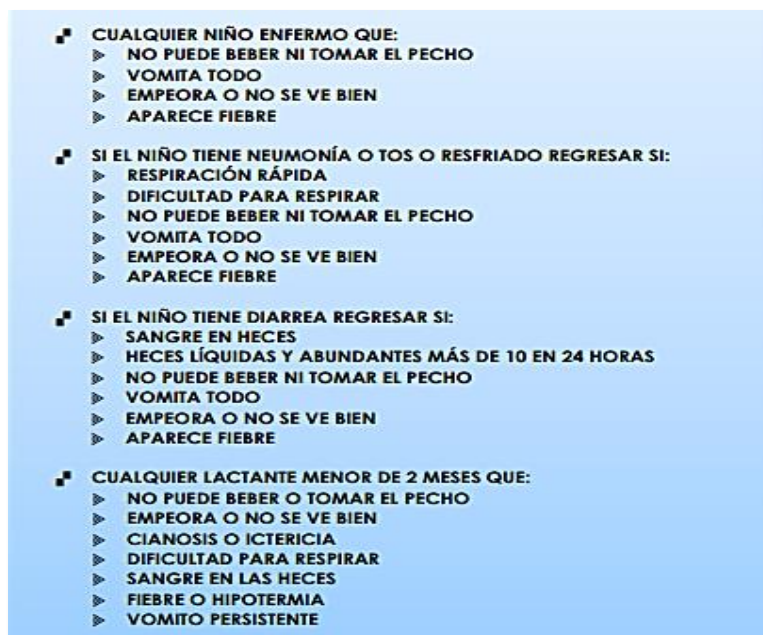 CUALQUIER NIÑO ENFERMO QUE:
NO PUEDE BEBER NI TOMAR EL PECHO
VOMITA TODO
EMPEORA O NO SE VE BIEN
APARECE FIEBRE
SI EL NIÑO TIENE NEUMONÍA O TOS O RESFRIADO REGRESAR SI:
RESPIRACIÓN RÁPIDA
DIFICULTAD PARA RESPIRAR
NO PUEDE BEBER NI TOMAR EL PECHO
VOMITA TODO
EMPEORA O NO SE VE BIEN
APARECE FIEBRE
SI EL NIÑO TIENE DIARREA REGRESAR SI:
SANGRE EN HECES
HECES LÍQUIDAS Y ABUNDANTES MÁS DE 10 EN 24 HORAS
NO PUEDE BEBER NI TOMAR EL PECHO
VOMITA TODO
EMPEORA O NO SE VE BIEN
APARECE FIEBRE
CUALQUIER LACTANTE MENOR DE 2 MESES QUE:
NO PUEDE BEBER O TOMAR EL PECHO
EMPEORA O NO SE VE BIEN
CIANOSIS O ICTERICIA
DIFICULTAD PARA RESPIRAR
SANGRE EN LAS HECES
FIEBRE O HIPOTERMIA
VOMITO PERSISTENTE